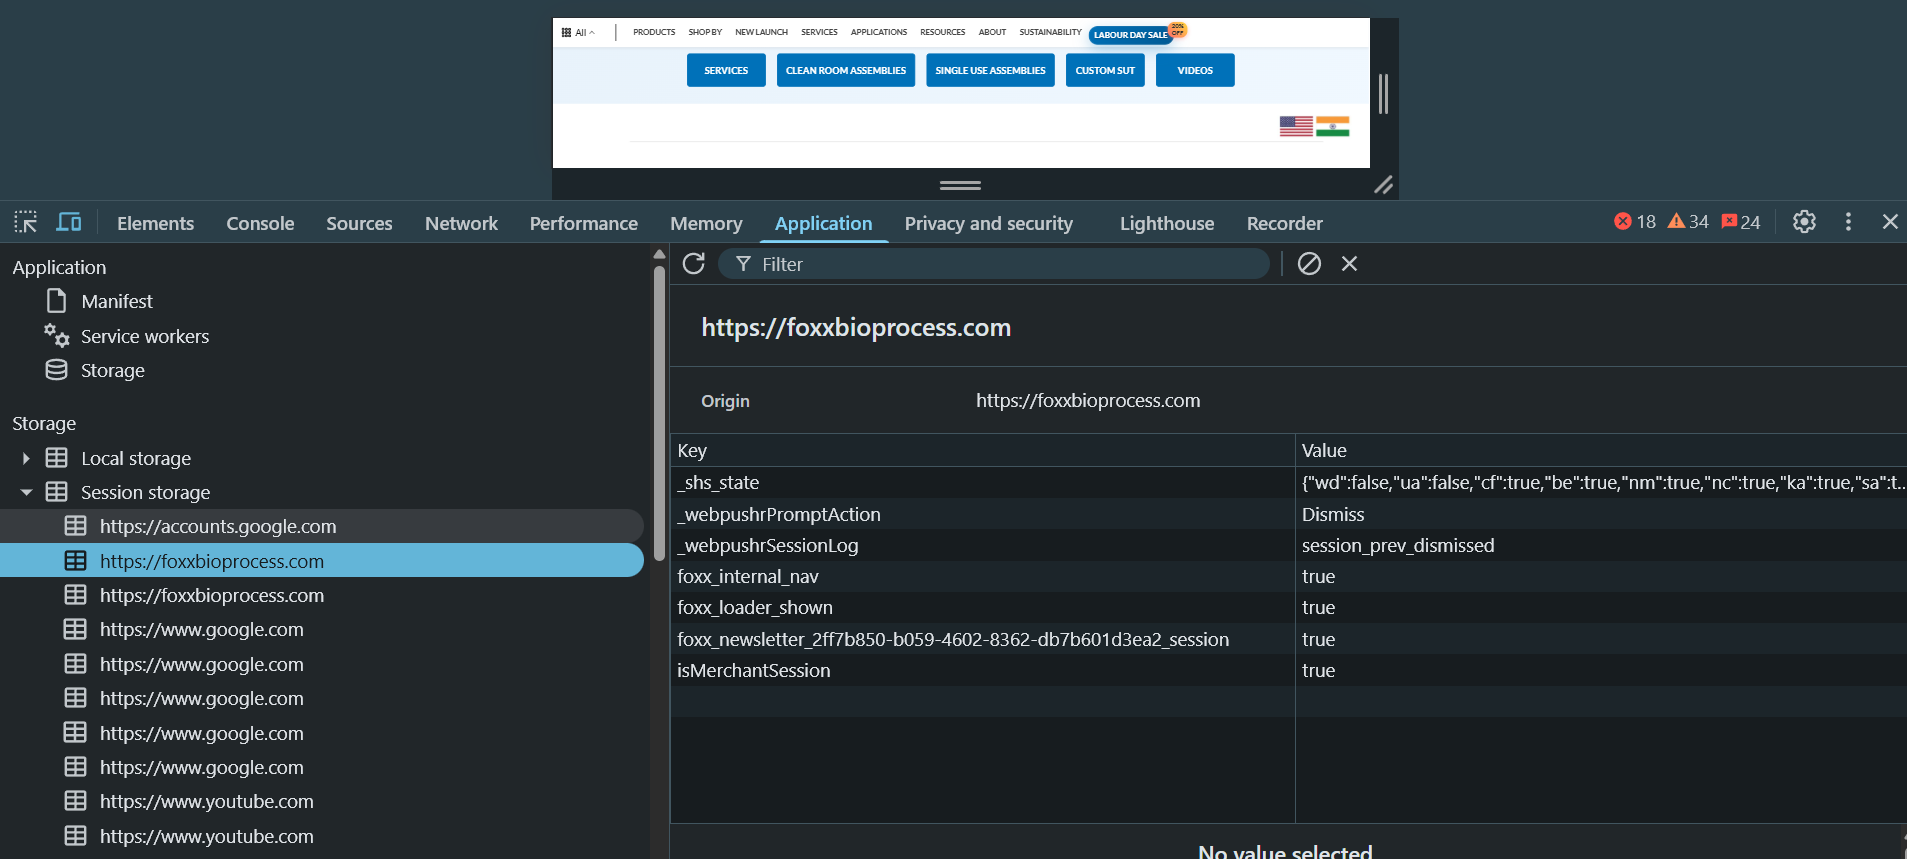 All
PRODUCTS SHOP BY NEW LAUNCH SERVICES APPLICATIONS RESOURCES ABOUT SUSTAINABILITY LABOUR DAY SALE 20% OFF
SERVICES CLEAN ROOM ASSEMBLIES SINGLE USE ASSEMBLIES CUSTOM SUT VIDEOS
Elements Console Sources Network Performance Memory Application Privacy and security Lighthouse Recorder 18 34 24
Application
Manifest
Service workers
Storage
Storage
Local storage
Session storage
https://accounts.google.com
https://foxxbioprocess.com
https://foxxbioprocess.com
https://www.google.com
https://www.google.com
https://www.google.com
https://www.google.com
https://www.google.com
https://www.youtube.com
https://www.youtube.com
Filter
https://foxxbioprocess.com
Origin https://foxxbioprocess.com
Key Value
_shs_state {"wd":false,"ua":false,"cf":true,"be":true,"nm":true,"nc":true,"ka":true,"sa":t...
_webpushrPromptAction Dismiss
_webpushrSessionLog session_prev_dismissed
foxx_internal_nav true
foxx_loader_shown true
foxx_newsletter_2ff7b850-b059-4602-8362-db7b601d3ea2_session true
isMerchantSession true
No value selected